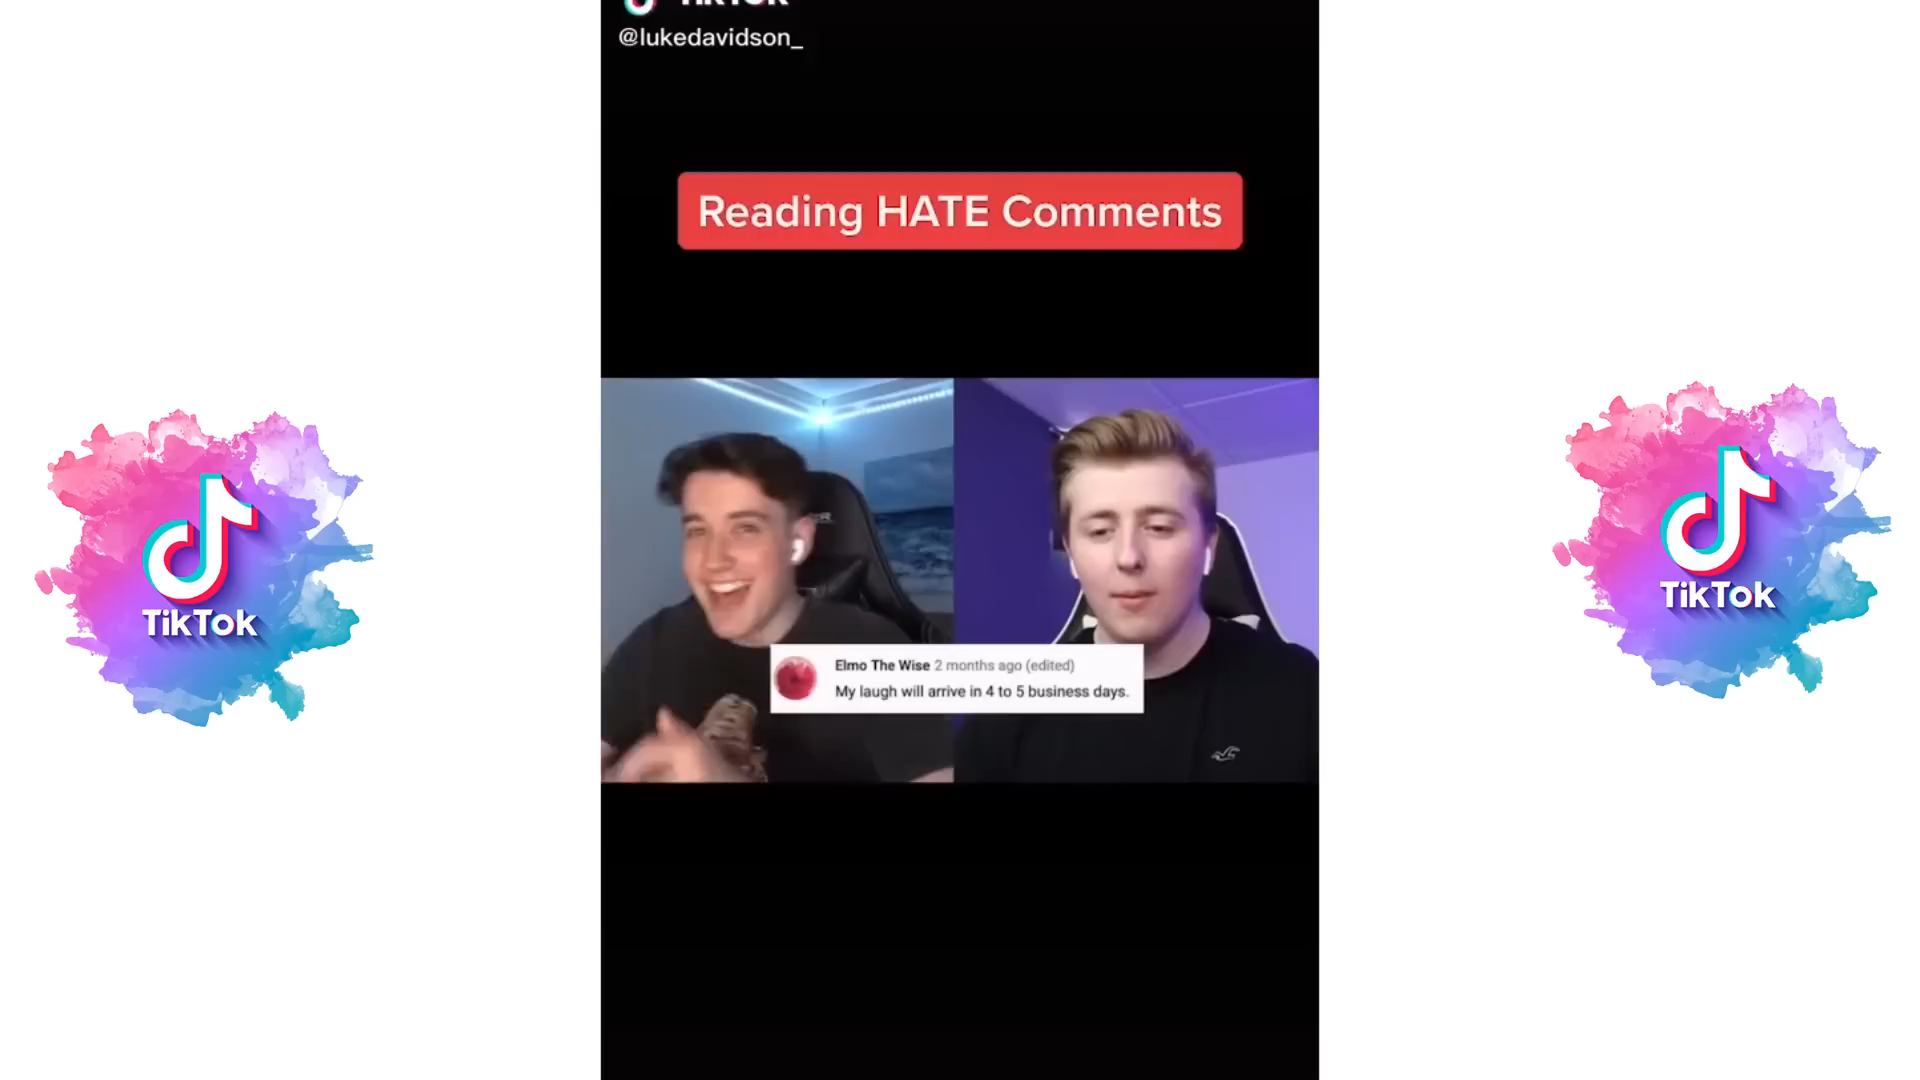 TikTok
@lukedavidson_
Reading HATE Comments
Elmo The Wise 2 months ago (edited)
My laugh will arrive in 4 to 5 business days.
TikTok
TikTok